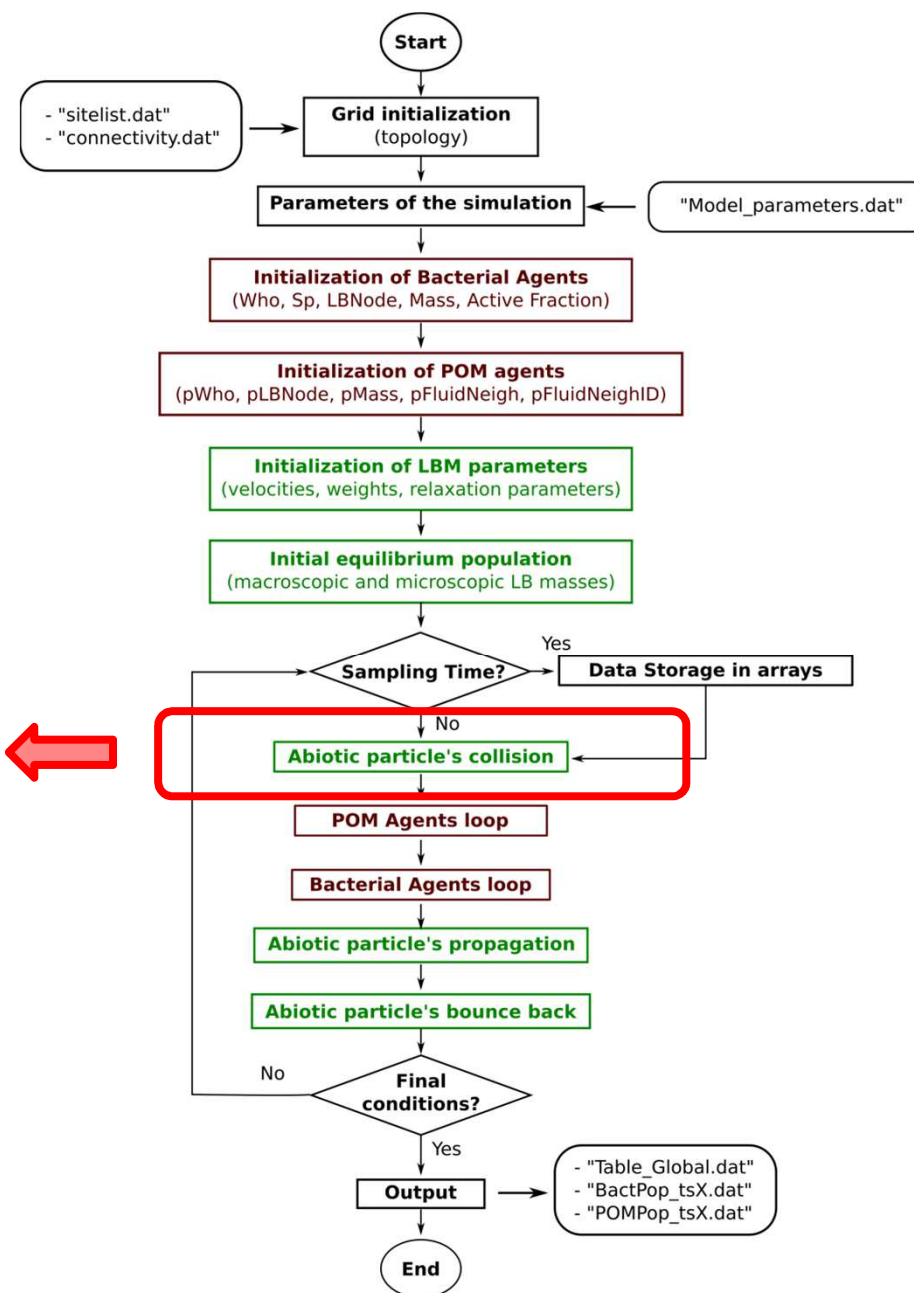 Start
- "sitelist.dat"
- "connectivity.dat"
Grid initialization
(topology)
Parameters of the simulation
"Model_parameters.dat"
Initialization of Bacterial Agents
(Who, Sp, LBNode, Mass, Active Fraction)
Initialization of POM agents
(pWho, pLBNode, pMass, pFluidNeigh, pFluidNeighID)
Initialization of LBM parameters
(velocities, weights, relaxation parameters)
Initial equilibrium population
(macroscopic and microscopic LB masses)
Sampling Time?
Yes
Data Storage in arrays
No
Abiotic particle's collision
POM Agents loop
Bacterial Agents loop
Abiotic particle's propagation
Abiotic particle's bounce back
No
Final
conditions?
Yes
Output
- "Table_Global.dat"
- "BactPop_tsX.dat"
- "POMPop_tsX.dat"
End